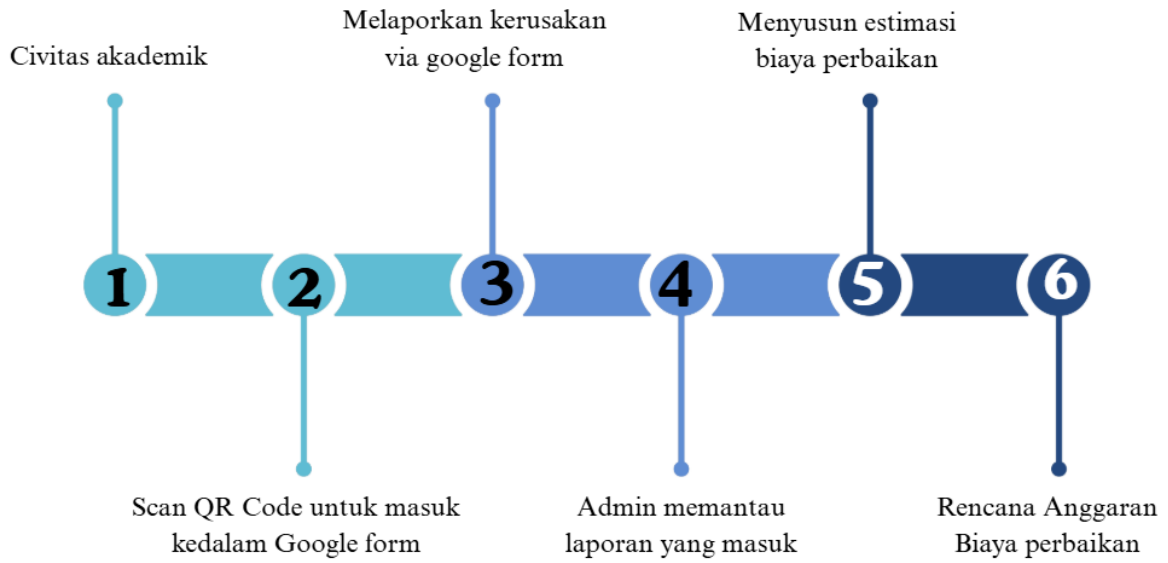 Civitas akademik
Melaporkan kerusakan
via google form
Menyusun estimasi
biaya perbaikan
1
2
3
4
5
6
Scan QR Code untuk masuk
kedalam Google form
Admin memantau
laporan yang masuk
Rencana Anggaran
Biaya perbaikan